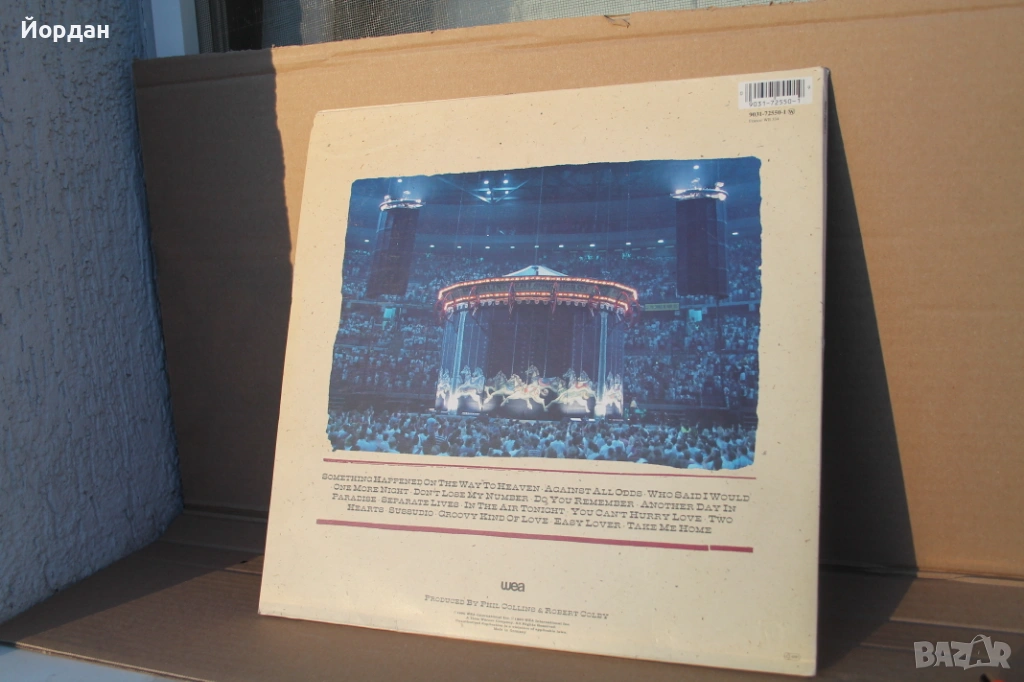 Йордан
9031-72550-1
9031-72550-1
SOMETHING HAPPENED ON THE WAY TO HEAVEN · AGAINST ALL ODDS · WHO SAID I WOULD
· ONE MORE NIGHT · DON'T LOSE MY NUMBER · DO YOU REMEMBER · ANOTHER DAY IN
PARADISE · SEPARATE LIVES · IN THE AIR TONIGHT · YOU CAN'T HURRY LOVE · TWO
HEARTS · SUSSUDIO · GROOVY KIND OF LOVE · EASY LOVER · TAKE ME HOME
wea
PRODUCED BY PHIL COLLINS & ROBERT COLBY
BAZAR